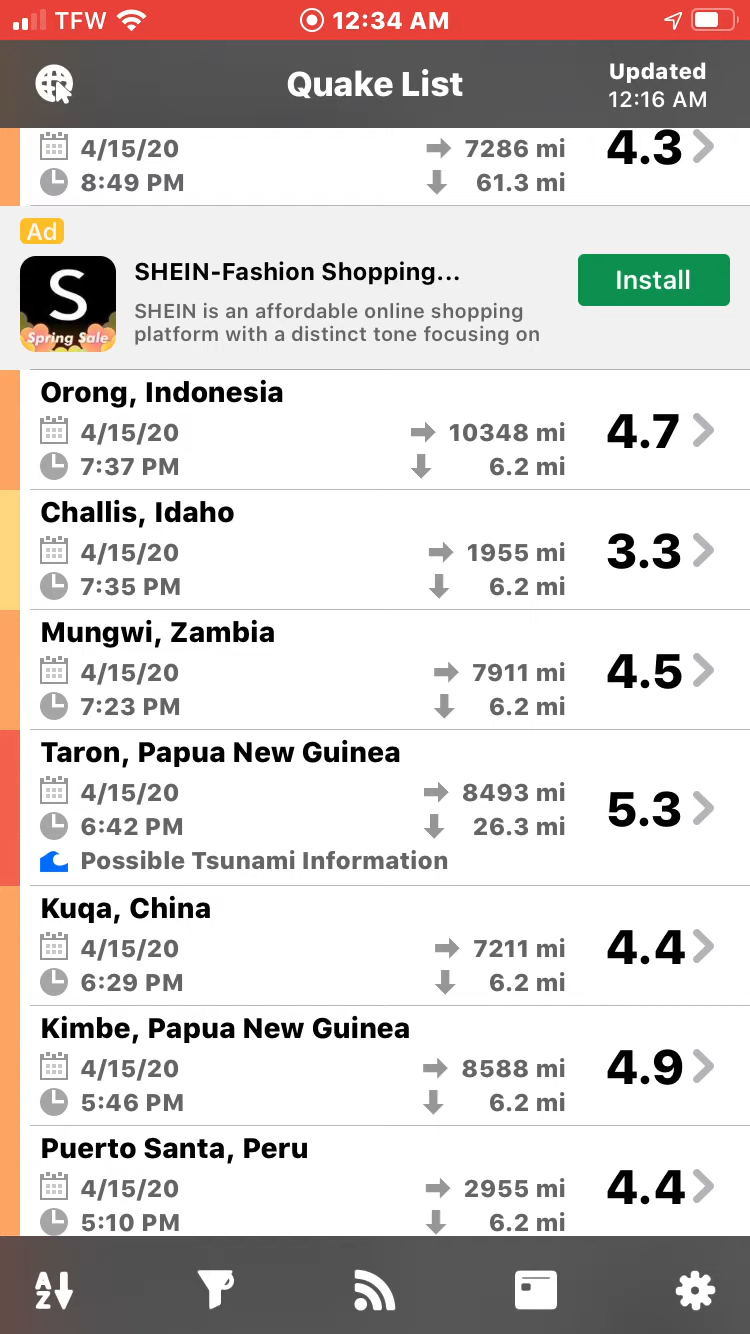 TFW 12:34 AM
Quake List
Updated
12:16 AM
4/15/20 7286 mi 4.3
8:49 PM 61.3 mi
Ad
S
Spring Sale
SHEIN-Fashion Shopping...
SHEIN is an affordable online shopping
platform with a distinct tone focusing on
Install
Orong, Indonesia
4/15/20 10348 mi 4.7
7:37 PM 6.2 mi
Challis, Idaho
4/15/20 1955 mi 3.3
7:35 PM 6.2 mi
Mungwi, Zambia
4/15/20 7911 mi 4.5
7:23 PM 6.2 mi
Taron, Papua New Guinea
4/15/20 8493 mi 5.3
6:42 PM 26.3 mi
Possible Tsunami Information
Kuqa, China
4/15/20 7211 mi 4.4
6:29 PM 6.2 mi
Kimbe, Papua New Guinea
4/15/20 8588 mi 4.9
5:46 PM 6.2 mi
Puerto Santa, Peru
4/15/20 2955 mi 4.4
5:10 PM 6.2 mi
A
Z